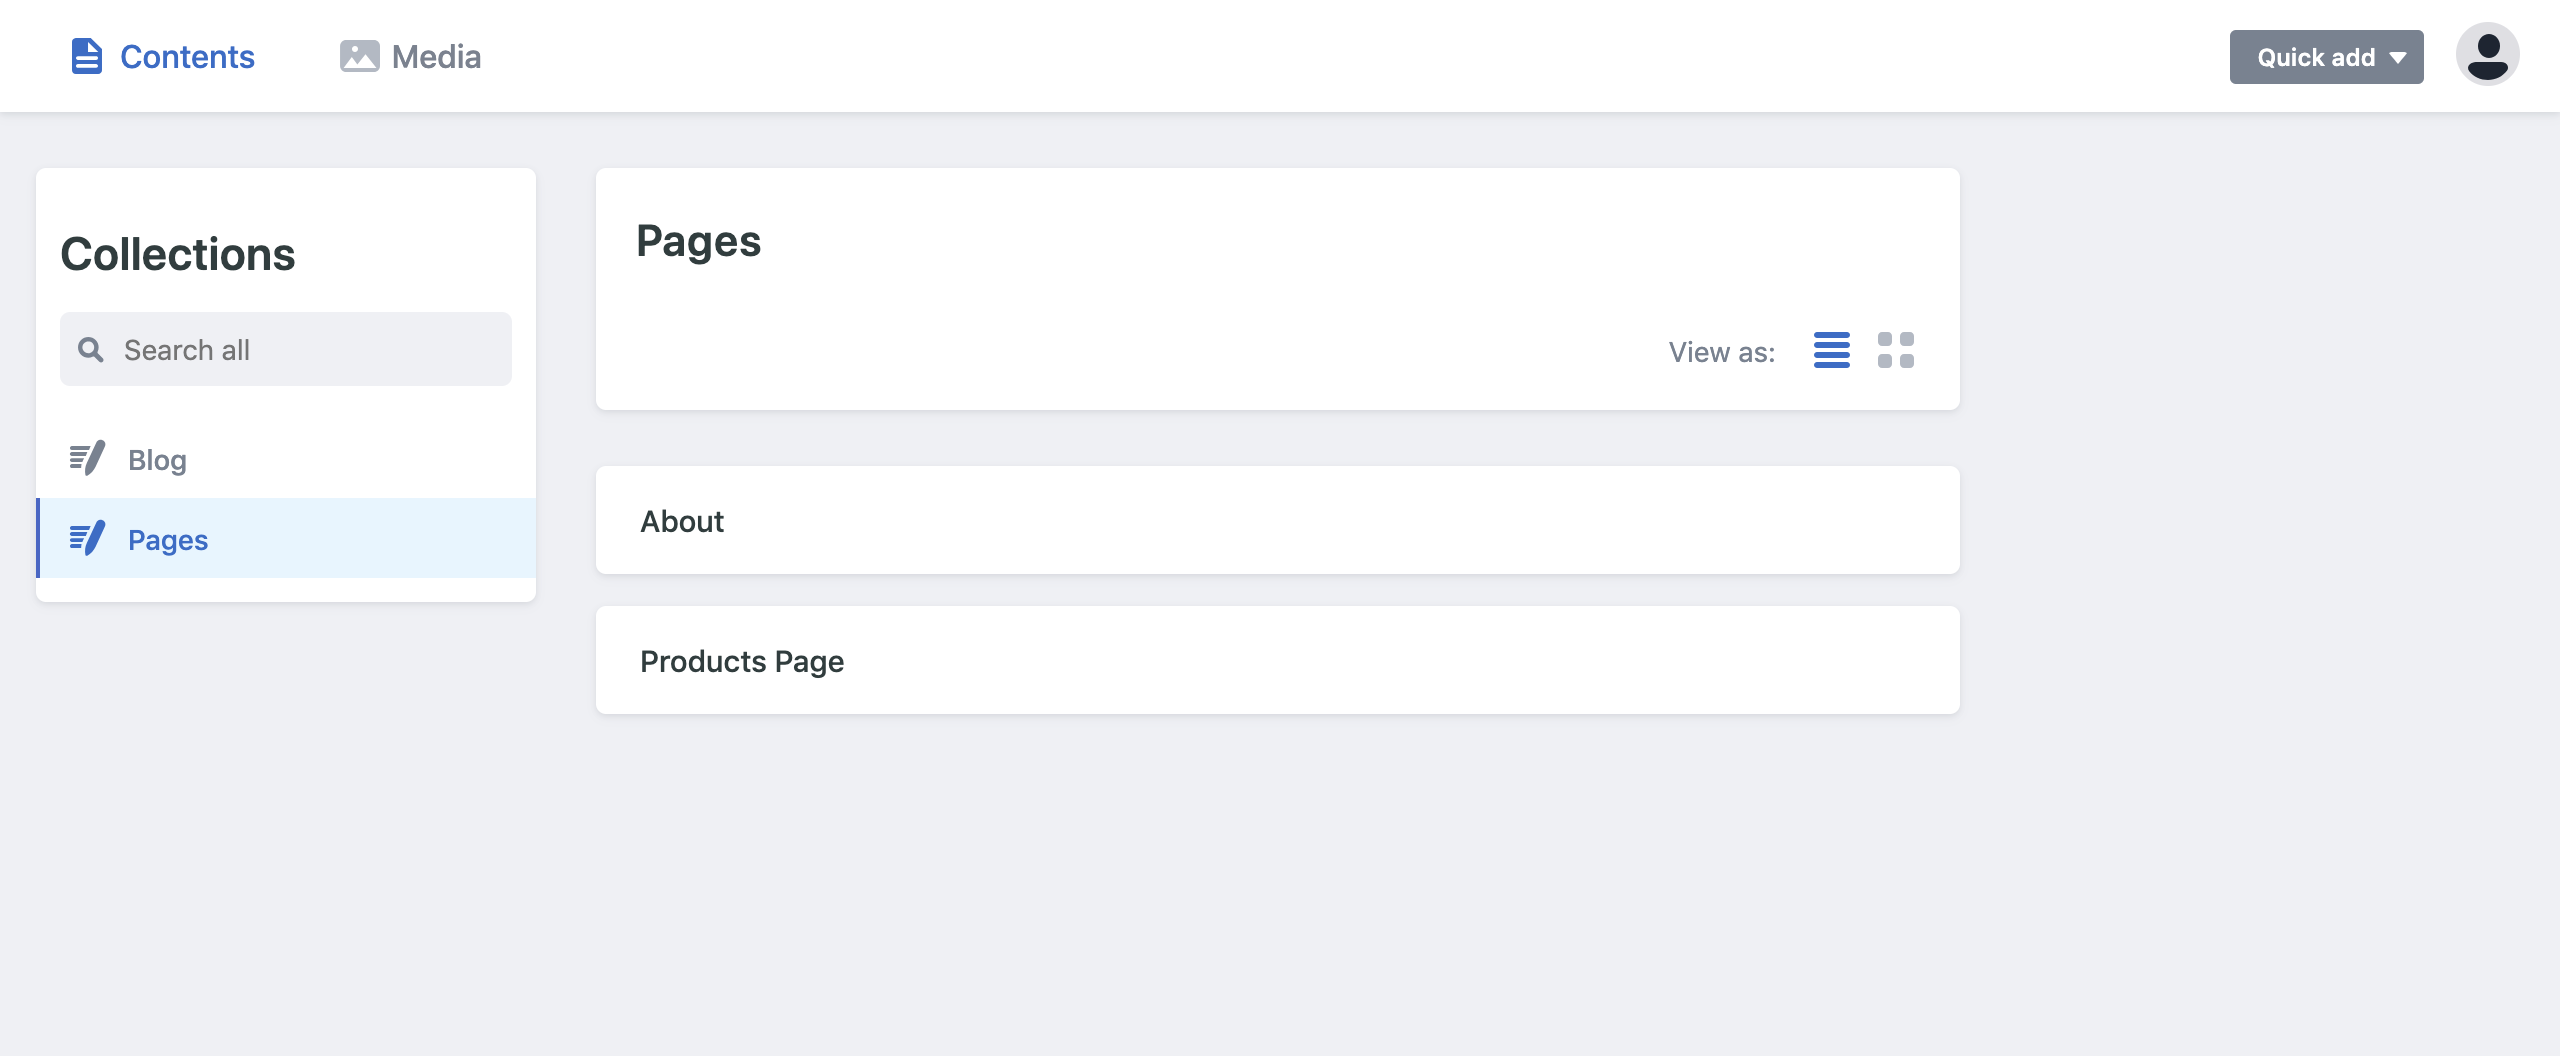 Contents
Media
Quick add
Collections
Search all
Blog
Pages
Pages
View as:
About
Products Page